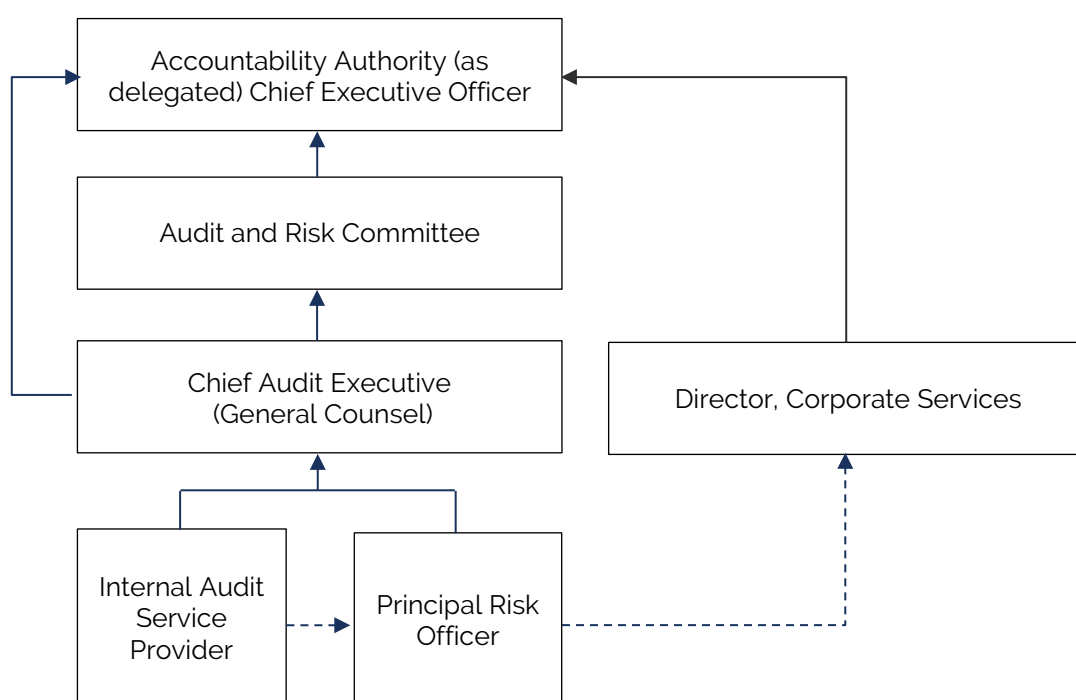 Accountability Authority (as
delegated) Chief Executive Officer
Audit and Risk Committee
Chief Audit Executive
(General Counsel)
Director, Corporate Services
Internal Audit
Service
Provider
Principal Risk
Officer